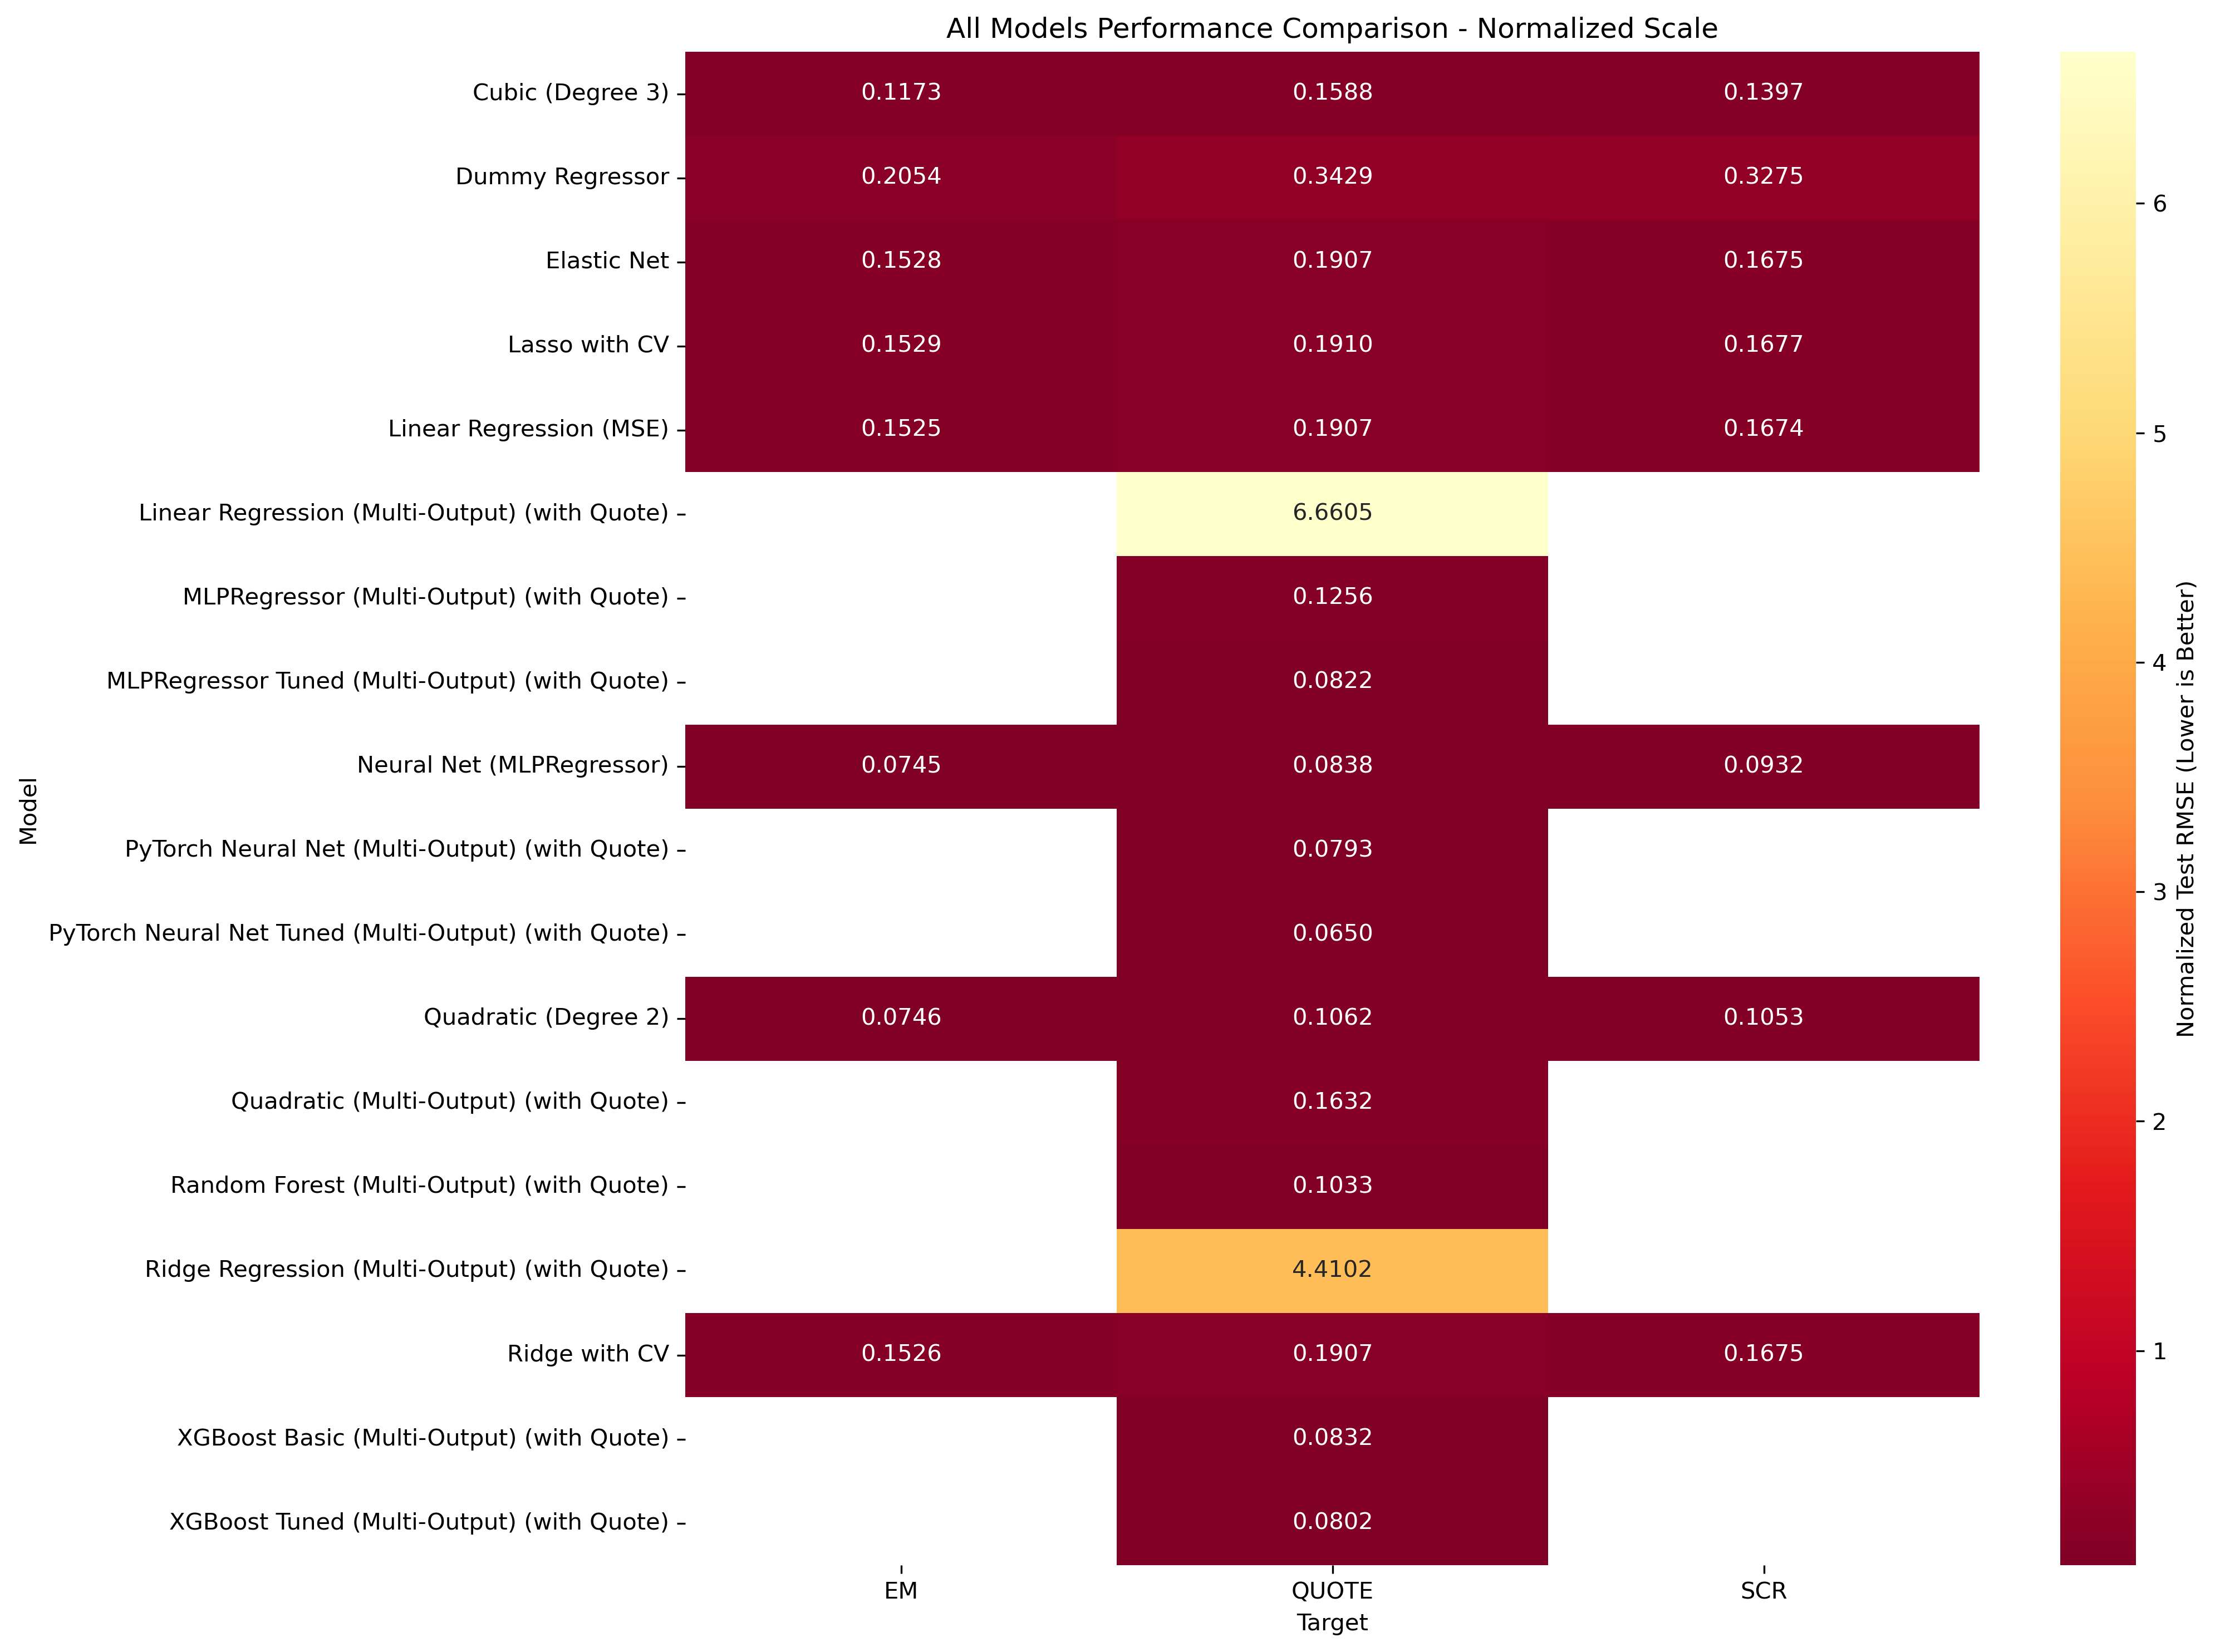 All Models Performance Comparison - Normalized Scale
Cubic (Degree 3) 0.1173 0.1588 0.1397
Dummy Regressor 0.2054 0.3429 0.3275
Elastic Net 0.1528 0.1907 0.1675
Lasso with CV 0.1529 0.1910 0.1677
Linear Regression (MSE) 0.1525 0.1907 0.1674
Linear Regression (Multi-Output) (with Quote) 6.6605
MLPRegressor (Multi-Output) (with Quote) 0.1256
MLPRegressor Tuned (Multi-Output) (with Quote) 0.0822
Neural Net (MLPRegressor) 0.0745 0.0838 0.0932
PyTorch Neural Net (Multi-Output) (with Quote) 0.0793
PyTorch Neural Net Tuned (Multi-Output) (with Quote) 0.0650
Quadratic (Degree 2) 0.0746 0.1062 0.1053
Quadratic (Multi-Output) (with Quote) 0.1632
Random Forest (Multi-Output) (with Quote) 0.1033
Ridge Regression (Multi-Output) (with Quote) 4.4102
Ridge with CV 0.1526 0.1907 0.1675
XGBoost Basic (Multi-Output) (with Quote) 0.0832
XGBoost Tuned (Multi-Output) (with Quote) 0.0802
EM QUOTE SCR
Target
Model
6
5
4
3
2
1
Normalized Test RMSE (Lower is Better)